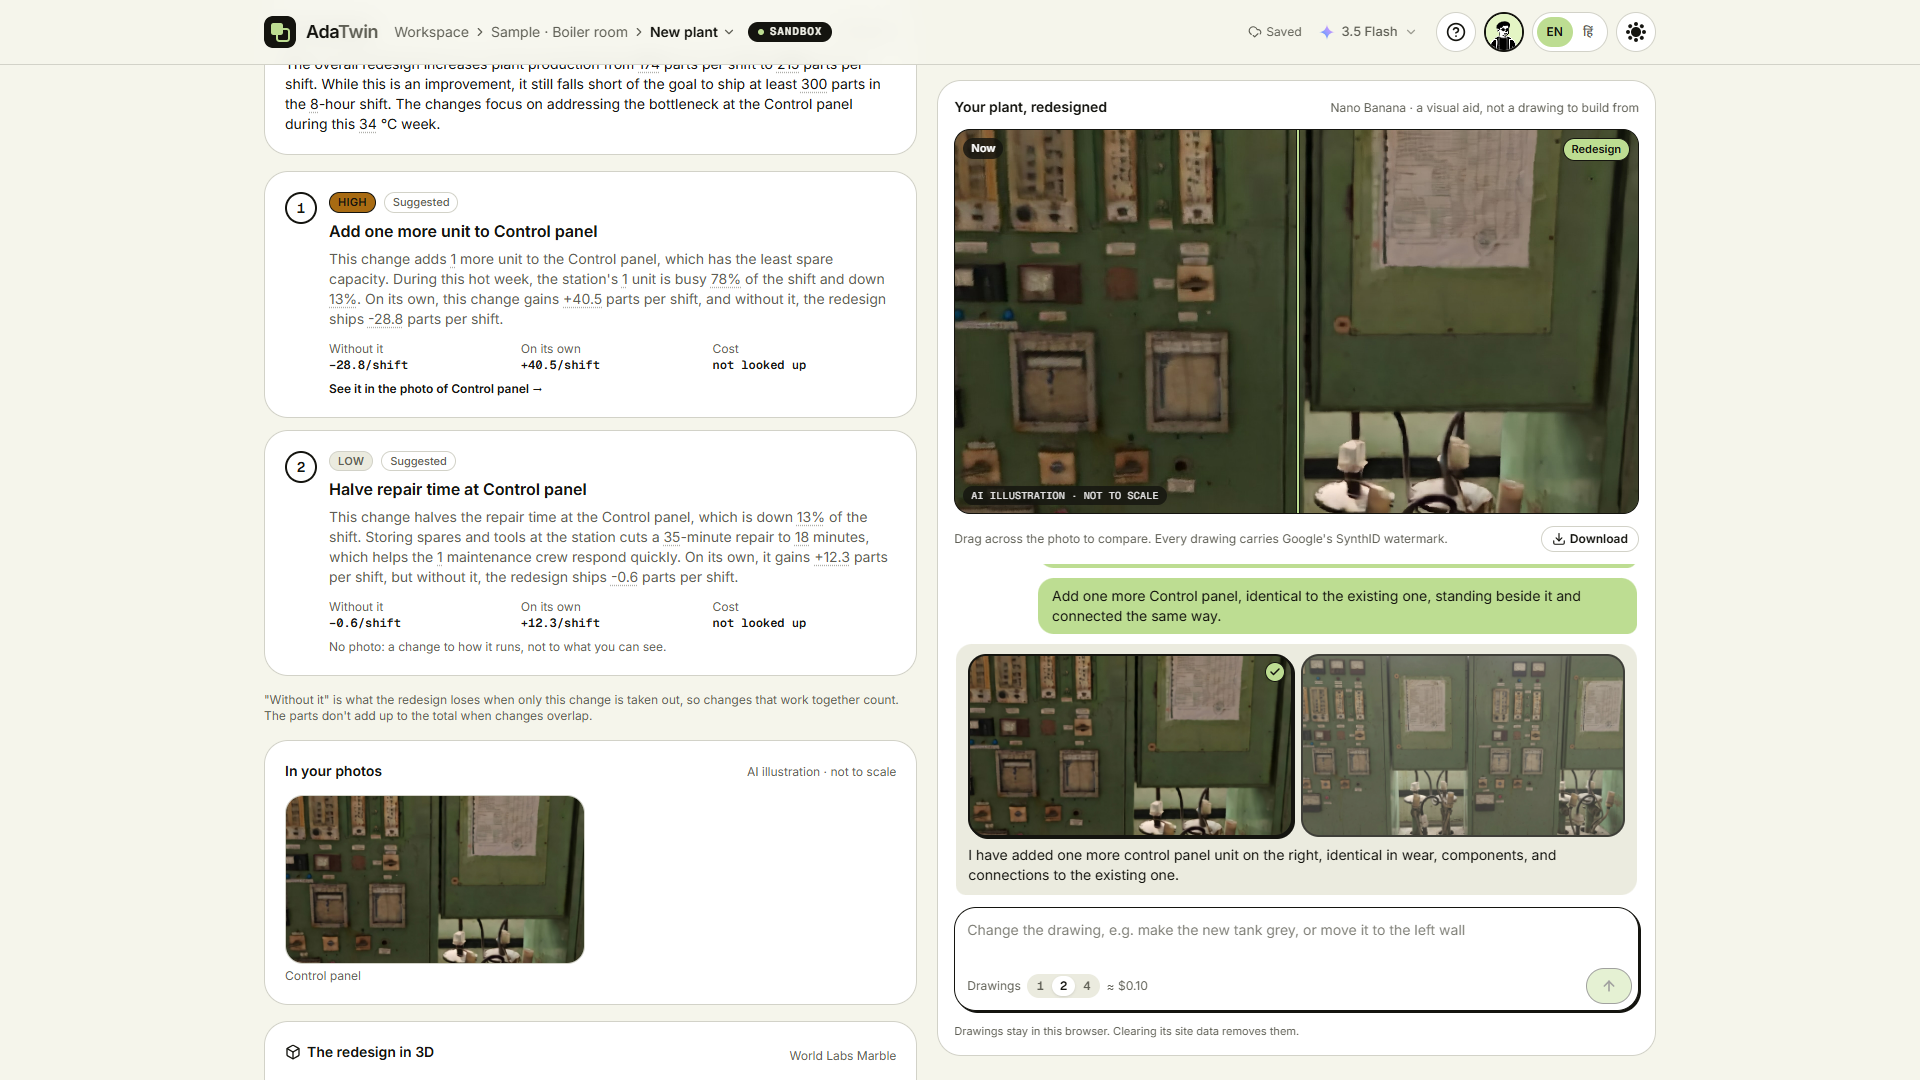 AdaTwin
Workspace > Sample · Boiler room > New plant
SANDBOX
Saved
3.5 Flash
EN
हिं
The overall redesign increases plant production from 174 parts per shift to 215 parts per
shift. While this is an improvement, it still falls short of the goal to ship at least 300 parts in
the 8-hour shift. The changes focus on addressing the bottleneck at the Control panel
during this 34 °C week.
1
HIGH
Suggested
Add one more unit to Control panel
This change adds 1 more unit to the Control panel, which has the least spare
capacity. During this hot week, the station's 1 unit is busy 78% of the shift and down
13%. On its own, this change gains +40.5 parts per shift, and without it, the redesign
ships -28.8 parts per shift.
Without it
On its own
Cost
−28.8/shift
+40.5/shift
not looked up
See it in the photo of Control panel →
2
LOW
Suggested
Halve repair time at Control panel
This change halves the repair time at the Control panel, which is down 13% of the
shift. Storing spares and tools at the station cuts a 35-minute repair to 18 minutes,
which helps the 1 maintenance crew respond quickly. On its own, it gains +12.3 parts
per shift, but without it, the redesign ships -0.6 parts per shift.
Without it
On its own
Cost
−0.6/shift
+12.3/shift
not looked up
No photo: a change to how it runs, not to what you can see.
"Without it" is what the redesign loses when only this change is taken out, so changes that work together count.
The parts don't add up to the total when changes overlap.
In your photos
AI illustration · not to scale
Control panel
The redesign in 3D
World Labs Marble
Your plant, redesigned
Nano Banana · a visual aid, not a drawing to build from
Now
Redesign
AI ILLUSTRATION · NOT TO SCALE
Drag across the photo to compare. Every drawing carries Google's SynthID watermark.
Download
Add one more Control panel, identical to the existing one, standing beside it and
connected the same way.
I have added one more control panel unit on the right, identical in wear, components, and
connections to the existing one.
Change the drawing, e.g. make the new tank grey, or move it to the left wall
Drawings
1
2
4
≈ $0.10
Drawings stay in this browser. Clearing its site data removes them.